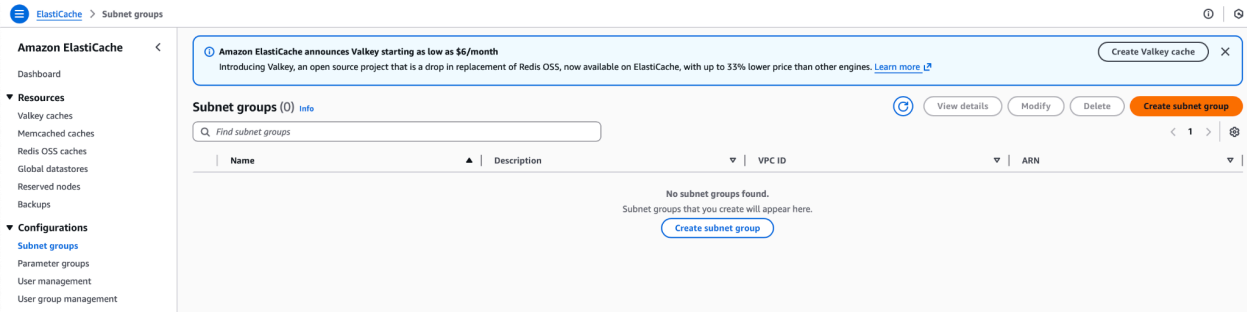 ElastiCache > Subnet groups
Amazon ElastiCache
Dashboard
Resources
Valkey caches
Memcached caches
Redis OSS caches
Global datastores
Reserved nodes
Backups
Configurations
Subnet groups
Parameter groups
User management
User group management
Amazon ElastiCache announces Valkey starting as low as $6/month
Introducing Valkey, an open source project that is a drop in replacement of Redis OSS, now available on ElastiCache, with up to 33% lower price than other engines. Learn more
Create Valkey cache
Subnet groups (0) Info
View details
Modify
Delete
Create subnet group
Find subnet groups
1
Name
Description
VPC ID
ARN
No subnet groups found.
Subnet groups that you create will appear here.
Create subnet group